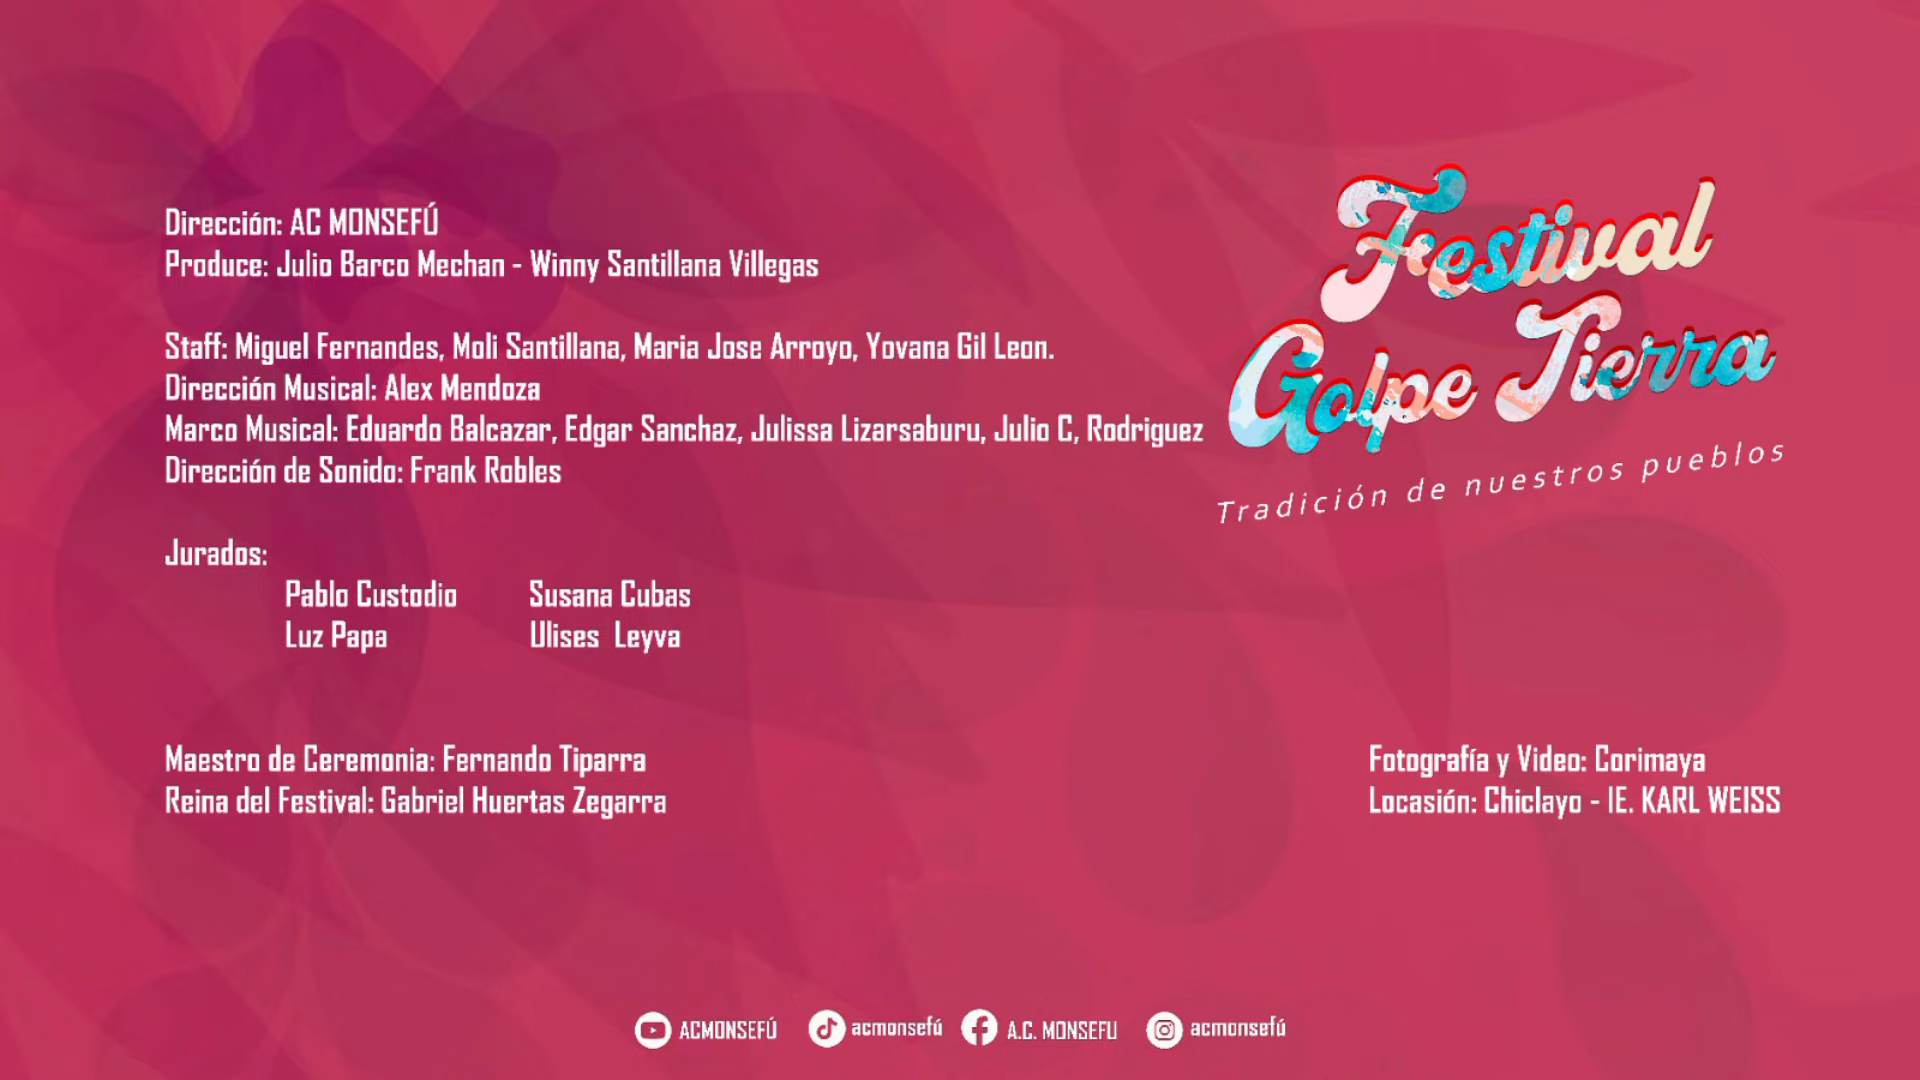 Dirección: AC MONSEFÚ
Produce: Julio Barco Mechan - Winny Santillana Villegas
Staff: Miguel Fernandes, Moli Santillana, Maria Jose Arroyo, Yovana Gil Leon.
Dirección Musical: Alex Mendoza
Marco Musical: Eduardo Balcazar, Edgar Sanchaz, Julissa Lizarsaburu, Julio C, Rodriguez
Dirección de Sonido: Frank Robles
Jurados:
Pablo Custodio Susana Cubas
Luz Papa Ulises Leyva
Maestro de Ceremonia: Fernando Tiparra
Reina del Festival: Gabriel Huertas Zegarra
Festival
Golpe Tierra
Tradición de nuestros pueblos
Fotografía y Video: Corimaya
Locasión: Chiclayo - IE. KARL WEISS
ACMONSEFÚ acmonsefú A.C. MONSEFU acmonsefú